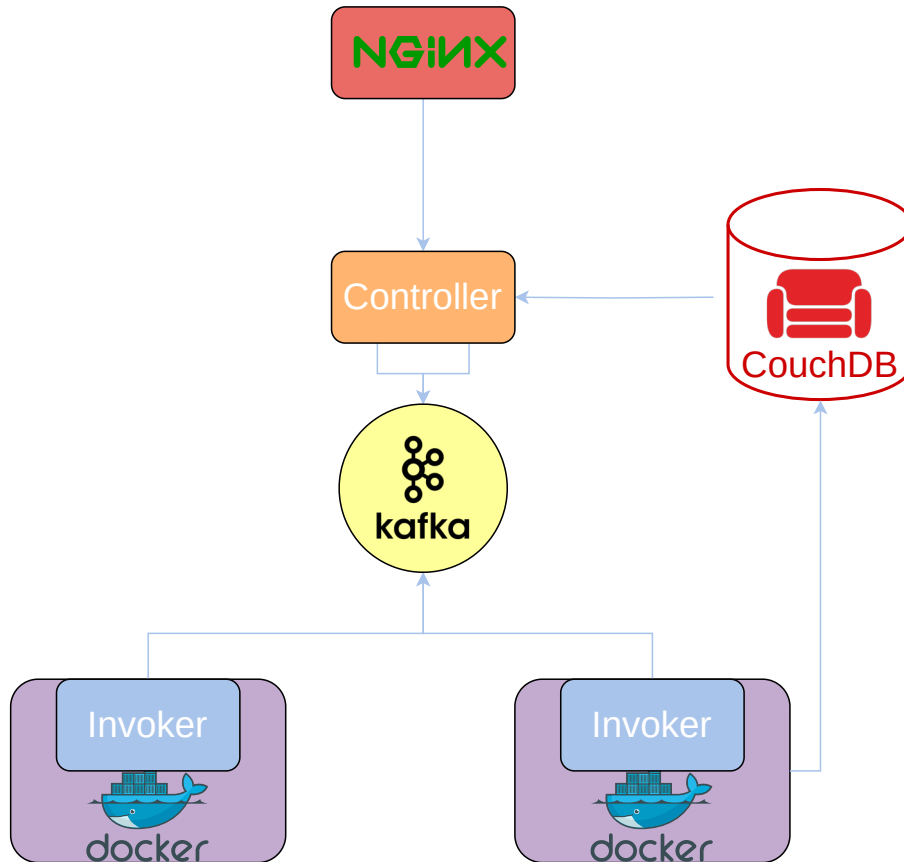 NGiNX
Controller
CouchDB
kafka
Invoker
Invoker
docker
docker